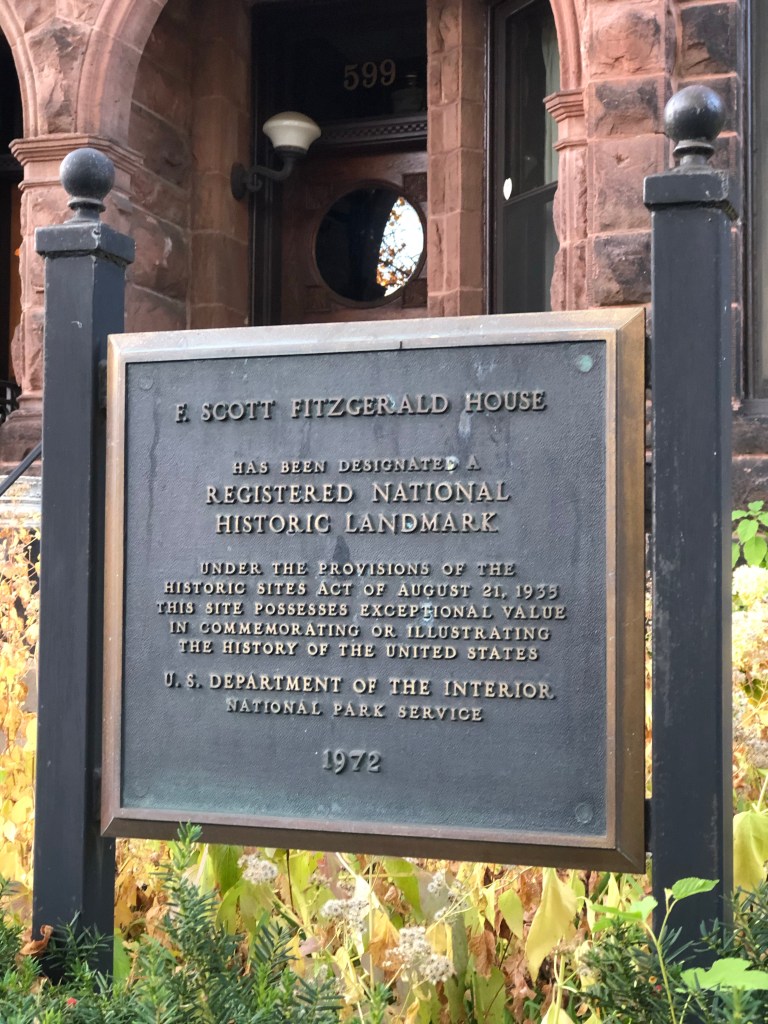 599
F. SCOTT FITZGERALD HOUSE
HAS BEEN DESIGNATED A
REGISTERED NATIONAL
HISTORIC LANDMARK
UNDER THE PROVISIONS OF THE
HISTORIC SITES ACT OF AUGUST 21, 1935
THIS SITE POSSESSES EXCEPTIONAL VALUE
IN COMMEMORATING OR ILLUSTRATING
THE HISTORY OF THE UNITED STATES
U. S. DEPARTMENT OF THE INTERIOR
NATIONAL PARK SERVICE
1972